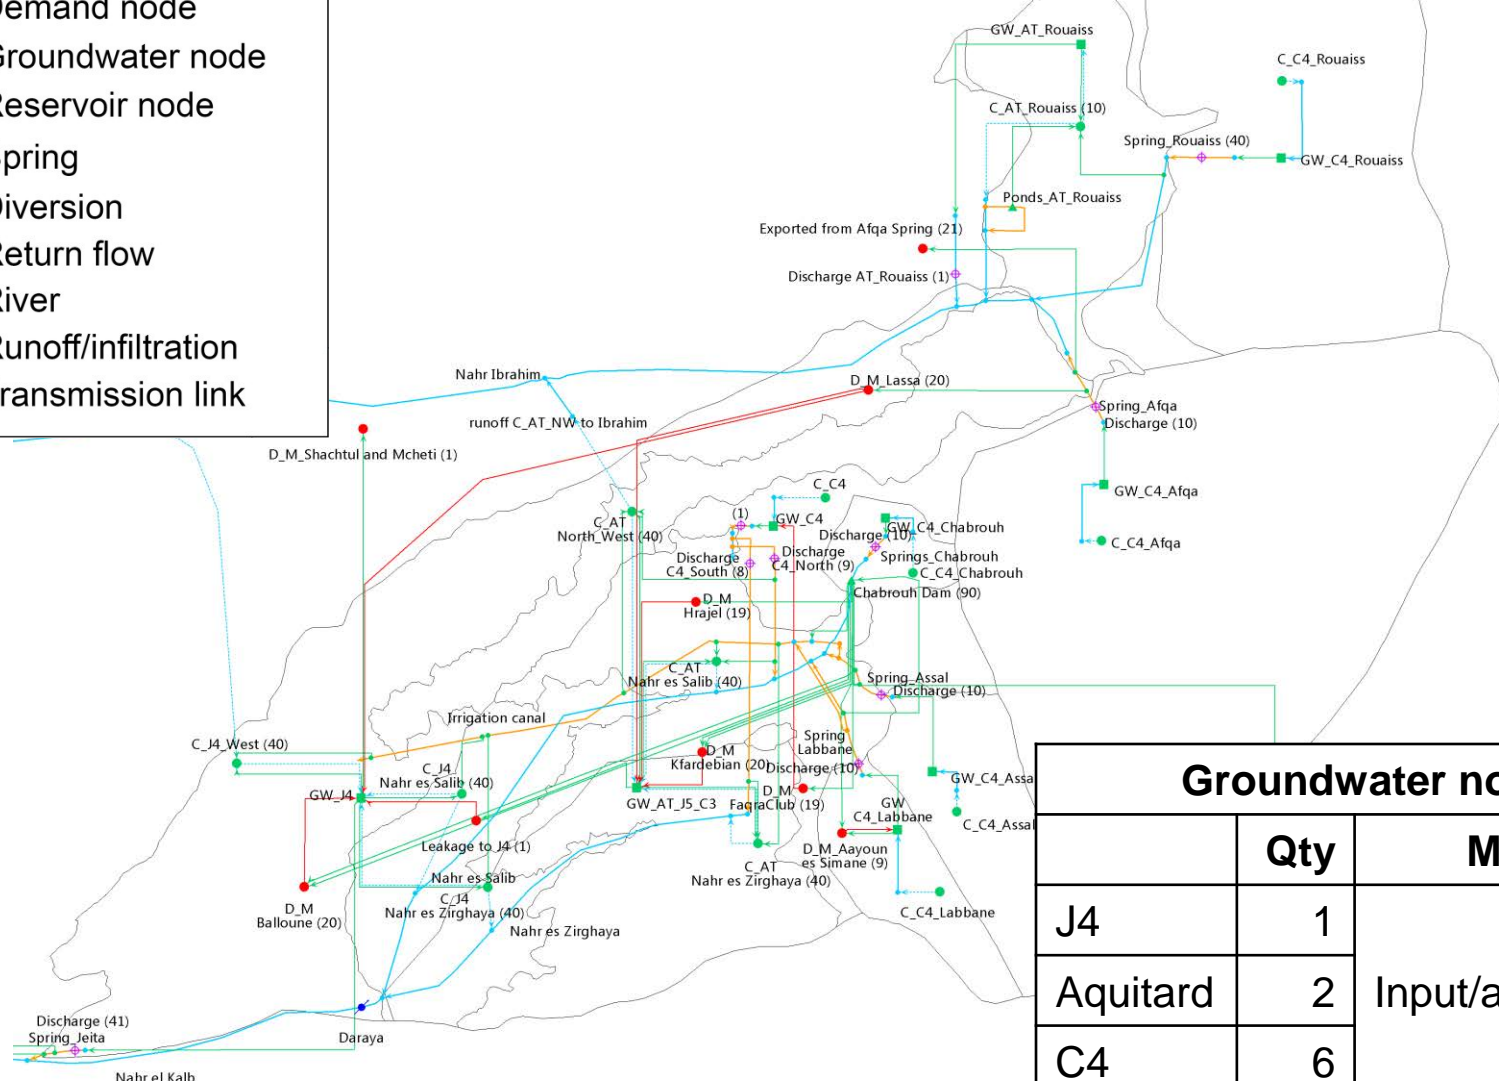 Demand node
Groundwater node
Reservoir node
Spring
Diversion
Return flow
River
Runoff/infiltration
Transmission link
GW_AT_Rouaiss
C_C4_Rouaiss
C_AT_Rouaiss (10)
Spring_Rouaiss (40)
GW_C4_Rouaiss
Ponds_AT_Rouaiss
Exported from Afqa Spring (21)
Discharge AT_Rouaiss (1)
Nahr Ibrahim
D_M_Lassa (20)
Spring_Afqa
Discharge (10)
runoff C_AT_NW to Ibrahim
D_M_Shachtul and Mcheti (1)
C_C4
GW_C4_Afqa
C_AT
North_West (40)
(1)
GW_C4
GW_C4_Chabrouh
Discharge (10)
C_C4_Afqa
Discharge
C4_South (8)
Discharge
C4_North (9)
Springs_Chabrouh
C_C4_Chabrouh
Chabrouh Dam (90)
D_M
Hrajel (19)
C_AT
Nahr es Salib (40)
Spring_Assal
Discharge (10)
Irrigation canal
C_J4_West (40)
Spring
Labbane
Discharge (10)
D_M
Kfardebian (20)
C_J4
Nahr es Salib (40)
GW_C4_Assa
GW_J4
GW_AT_J5_C3
D_M
FaqraClub (19)
GW
C4_Labbane
C_C4_Assal
Leakage to J4 (1)
D_M_Aayoun
es Simane (9)
C_AT
Nahr es Zirghaya (40)
Nahr es Salib
C_J4
Nahr es Zirghaya (40)
D_M
Balloune (20)
C_C4_Labbane
Nahr es Zirghaya
Discharge (41)
Spring_Jeita
Daraya
Nahr el Kalb
Groundwater no
Qty M
J4 1
Aquitard 2 Input/a
C4 6